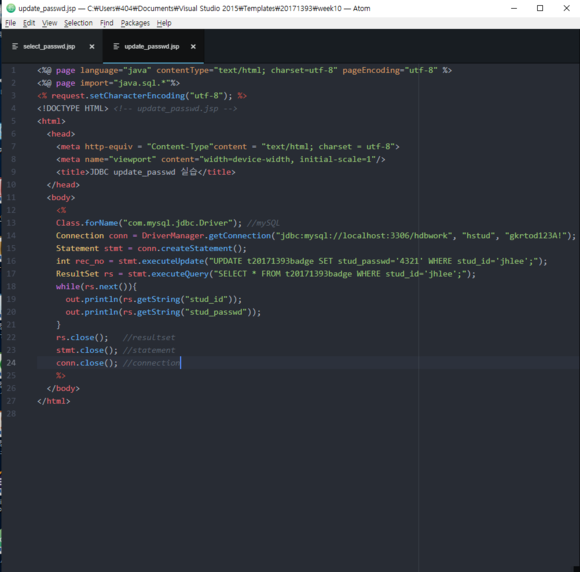 update_passwd.jsp — C:₩Users₩404₩Documents₩Visual Studio 2015₩Templates₩20171393₩week10 — Atom
File Edit View Selection Find Packages Help
select_passwd.jsp update_passwd.jsp
1 <%@ page language="java" contentType="text/html; charset=utf-8" pageEncoding="utf-8" %>
2 <%@ page import="java.sql.*"%>
3 <% request.setCharacterEncoding("utf-8"); %>
4 <!DOCTYPE HTML> <!-- update_passwd.jsp -->
5 <html>
6 <head>
7 <meta http-equiv = "Content-Type"content = "text/html; charset = utf-8">
8 <meta name="viewport" content="width=device-width, initial-scale=1"/>
9 <title>JDBC update_passwd 실습</title>
10 </head>
11 <body>
12 <%
13 Class.forName("com.mysql.jdbc.Driver"); //mySQL
14 Connection conn = DriverManager.getConnection("jdbc:mysql://localhost:3306/hdbwork", "hstud", "gkrtod123A!");
15 Statement stmt = conn.createStatement();
16 int rec_no = stmt.executeUpdate("UPDATE t20171393badge SET stud_passwd='4321' WHERE stud_id='jhlee';");
17 ResultSet rs = stmt.executeQuery("SELECT * FROM t20171393badge WHERE stud_id='jhlee';");
18 while(rs.next()){
19 out.println(rs.getString("stud_id"));
20 out.println(rs.getString("stud_passwd"));
21 }
22 rs.close(); //resultset
23 stmt.close(); //statement
24 conn.close(); //connection
25 %>
26 </body>
27 </html>
28